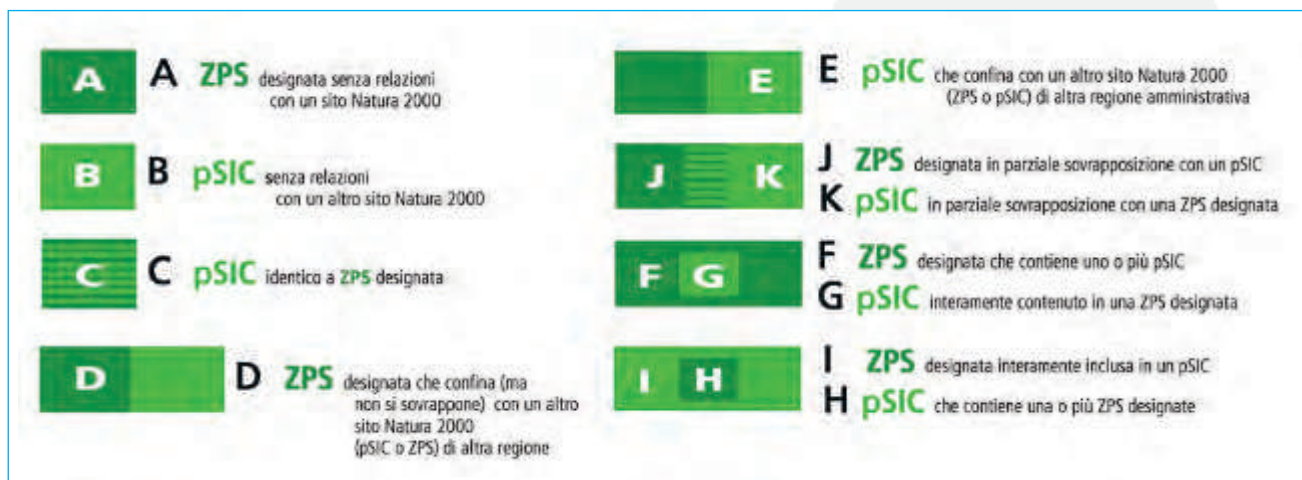 A A ZPS designata senza relazioni
con un sito Natura 2000
B B pSIC senza relazioni
con un altro sito Natura 2000
C C pSIC identico a ZPS designata
D D ZPS designata che confina (ma
non si sovrappone) con un altro
sito Natura 2000
(pSIC o ZPS) di altra regione
E E pSIC che confina con un altro sito Natura 2000
(ZPS o pSIC) di altra regione amministrativa
J K J ZPS designata in parziale sovrapposizione con un pSIC
K pSIC in parziale sovrapposizione con una ZPS designata
F G F ZPS designata che contiene uno o più pSIC
G pSIC interamente contenuto in una ZPS designata
I H I ZPS designata interamente inclusa in un pSIC
H pSIC che contiene una o più ZPS designate